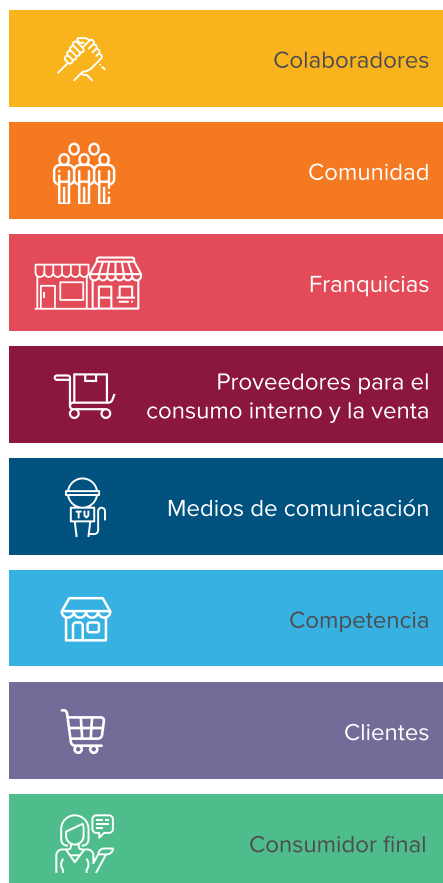 Colaboradores
Comunidad
Franquicias
Proveedores para el
consumo interno y la venta
TV
Medios de comunicación
Competencia
Clientes
Consumidor final